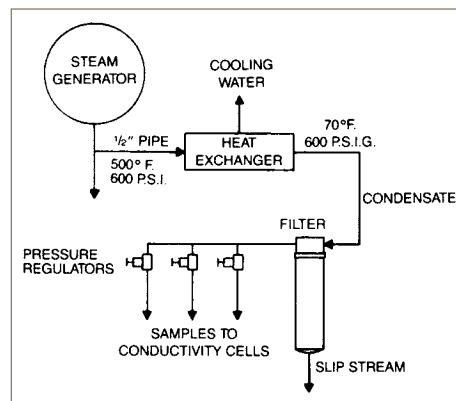 STEAM
GENERATOR
COOLING
WATER
½" PIPE
500° F.
600 P.S.I.
HEAT
EXCHANGER
70°F.
600 P.S.I.G.
CONDENSATE
FILTER
PRESSURE
REGULATORS
SAMPLES TO
CONDUCTIVITY CELLS
SLIP STREAM